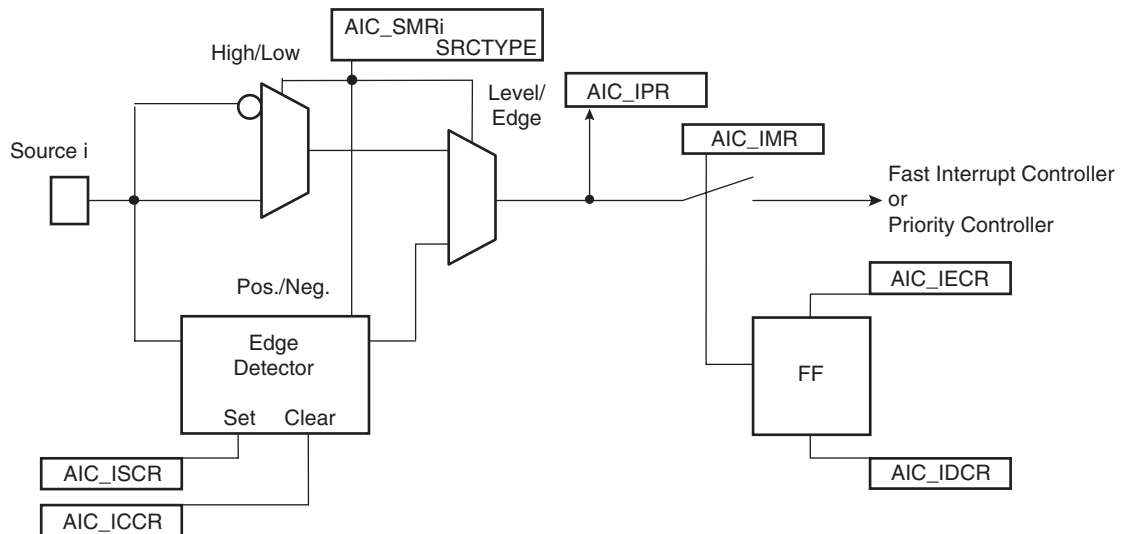 AIC_SMRi
SRCTYPE
High/Low
Level/
Edge
AIC_IPR
AIC_IMR
Source i
Fast Interrupt Controller
or
Priority Controller
AIC_IECR
Pos./Neg.
Edge
Detector
FF
Set Clear
AIC_ISCR
AIC_IDCR
AIC_ICCR